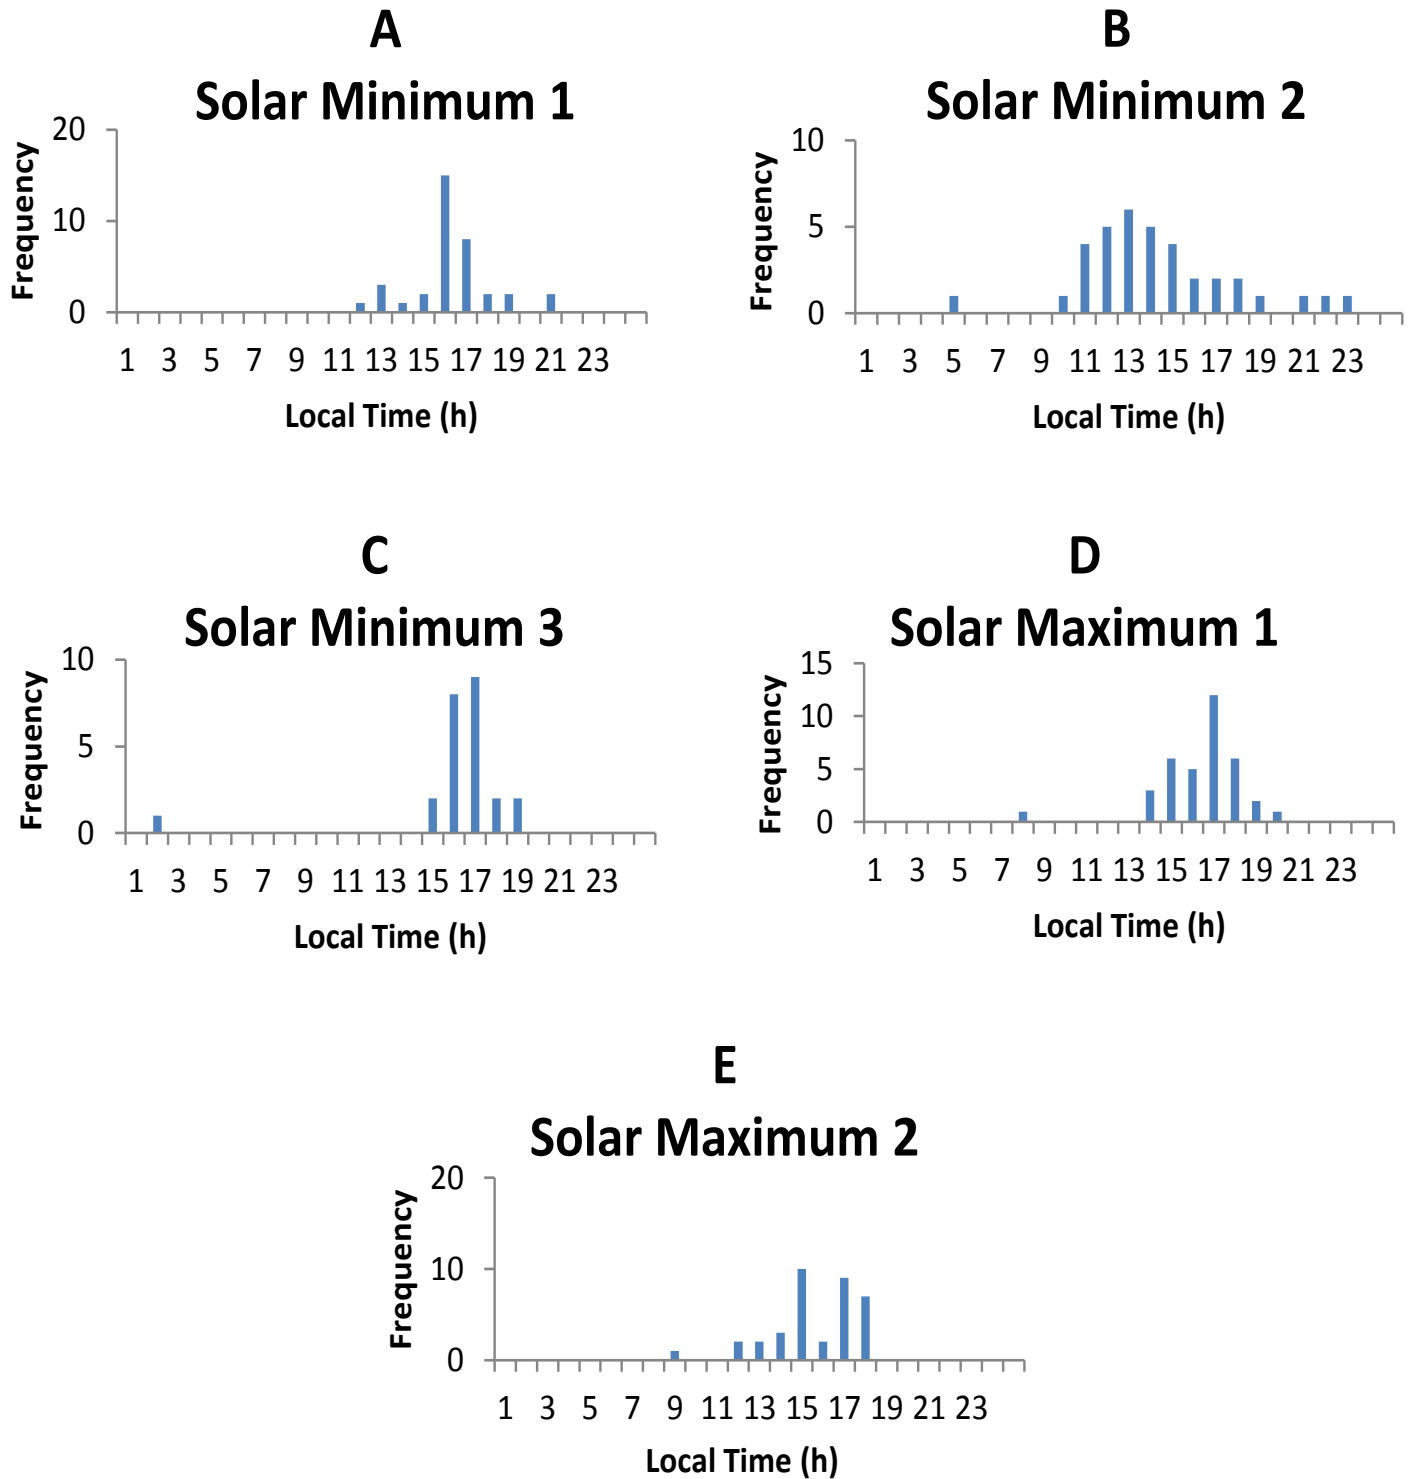 A
Solar Minimum 1
20
10
0
Frequency
1 3 5 7 9 11 13 15 17 19 21 23
Local Time (h)
B
Solar Minimum 2
10
5
0
Frequency
1 3 5 7 9 11 13 15 17 19 21 23
Local Time (h)
C
Solar Minimum 3
10
5
0
Frequency
1 3 5 7 9 11 13 15 17 19 21 23
Local Time (h)
D
Solar Maximum 1
15
10
5
0
Frequency
1 3 5 7 9 11 13 15 17 19 21 23
Local Time (h)
E
Solar Maximum 2
20
10
0
Frequency
1 3 5 7 9 11 13 15 17 19 21 23
Local Time (h)